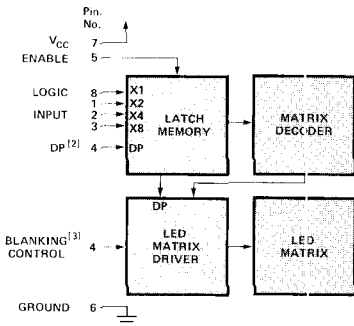 Pin.
No.
VCC 7
ENABLE 5
LOGIC 8 X1
1 X2
INPUT 2 X4
3 X8
DP[2] 4 DP
LATCH
MEMORY
MATRIX
DECODER
DP
BLANKING[3]
CONTROL 4
LED
MATRIX
DRIVER
LED
MATRIX
GROUND 6